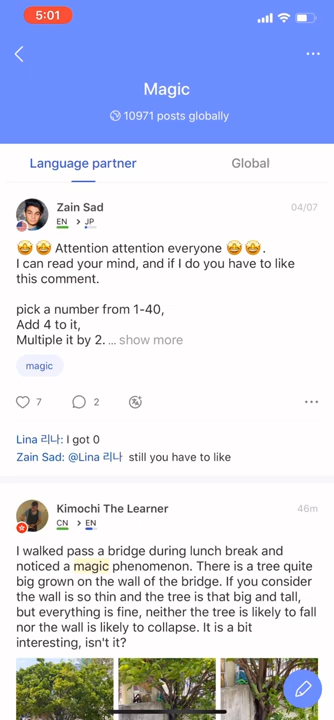 5:01
Magic
10971 posts globally
Language partner Global
Zain Sad 04/07
EN > JP
🤩 🤩 Attention attention everyone 🤩 🤩.
I can read your mind, and if I do you have to like
this comment.
pick a number from 1-40,
Add 4 to it,
Multiple it by 2. ... show more
magic
7 2
Lina 리나: I got 0
Zain Sad: @Lina 리나 still you have to like
Kimochi The Learner 46m
CN > EN
I walked pass a bridge during lunch break and
noticed a magic phenomenon. There is a tree quite
big grown on the wall of the bridge. If you consider
the wall is so thin and the tree is that big and tall,
but everything is fine, neither the tree is likely to fall
nor the wall is likely to collapse. It is a bit
interesting, isn't it?